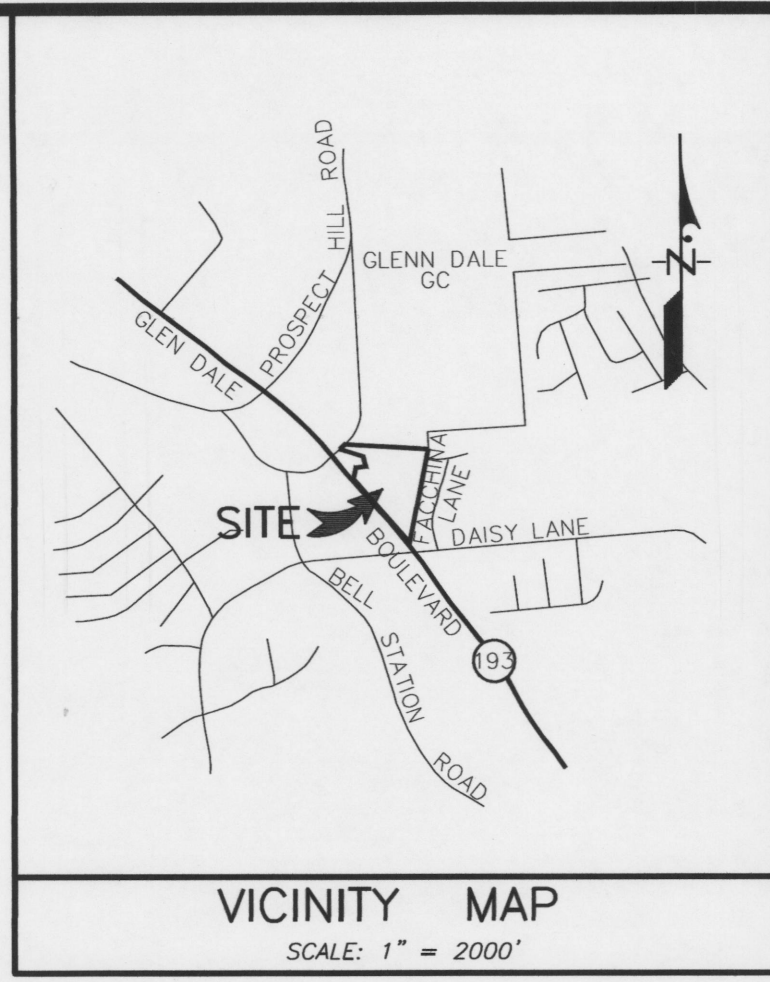 PROSPECT HILL ROAD
GLENN DALE
GC
N
GLEN DALE BOULEVARD
FACCHINA
LANE
SITE
DAISY LANE
BELL STATION ROAD
193
VICINITY MAP
SCALE: 1" = 2000'